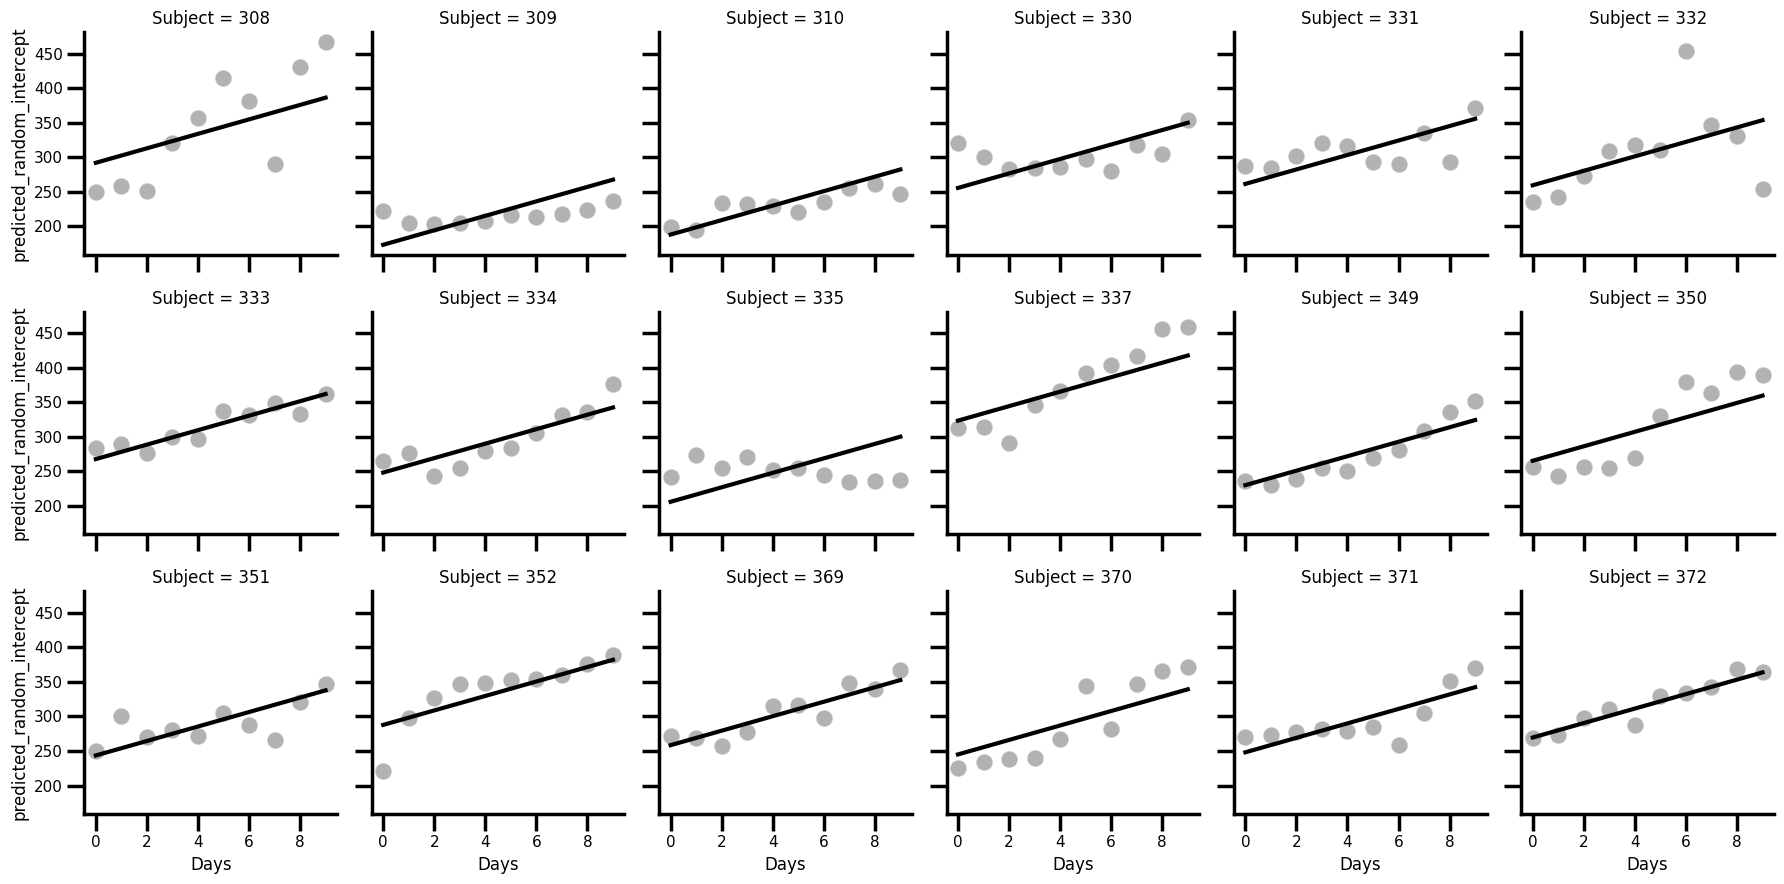 Subject = 308 Subject = 309 Subject = 310 Subject = 330 Subject = 331 Subject = 332
predicted_random_intercept
450
400
350
300
250
200
Subject = 333 Subject = 334 Subject = 335 Subject = 337 Subject = 349 Subject = 350
predicted_random_intercept
450
400
350
300
250
200
Subject = 351 Subject = 352 Subject = 369 Subject = 370 Subject = 371 Subject = 372
predicted_random_intercept
450
400
350
300
250
200
0 2 4 6 8 0 2 4 6 8 0 2 4 6 8 0 2 4 6 8 0 2 4 6 8 0 2 4 6 8
Days Days Days Days Days Days